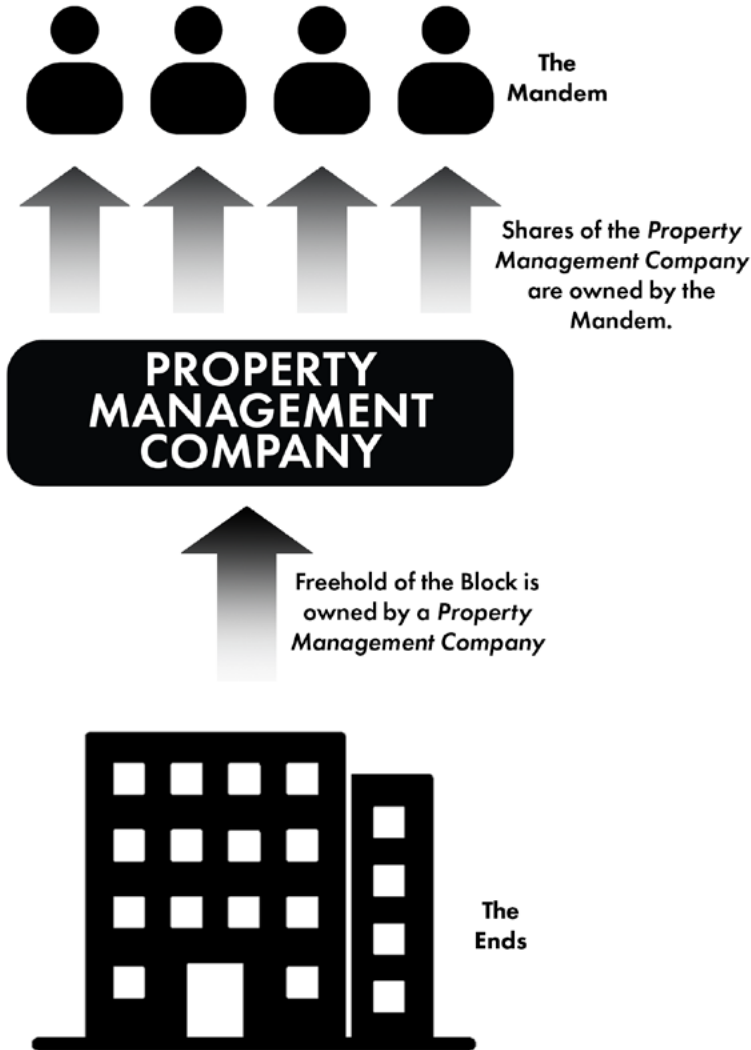 The
Mandem
Shares of the Property
Management Company
are owned by the
Mandem.
PROPERTY
MANAGEMENT
COMPANY
Freehold of the Block is
owned by a Property
Management Company
The
Ends